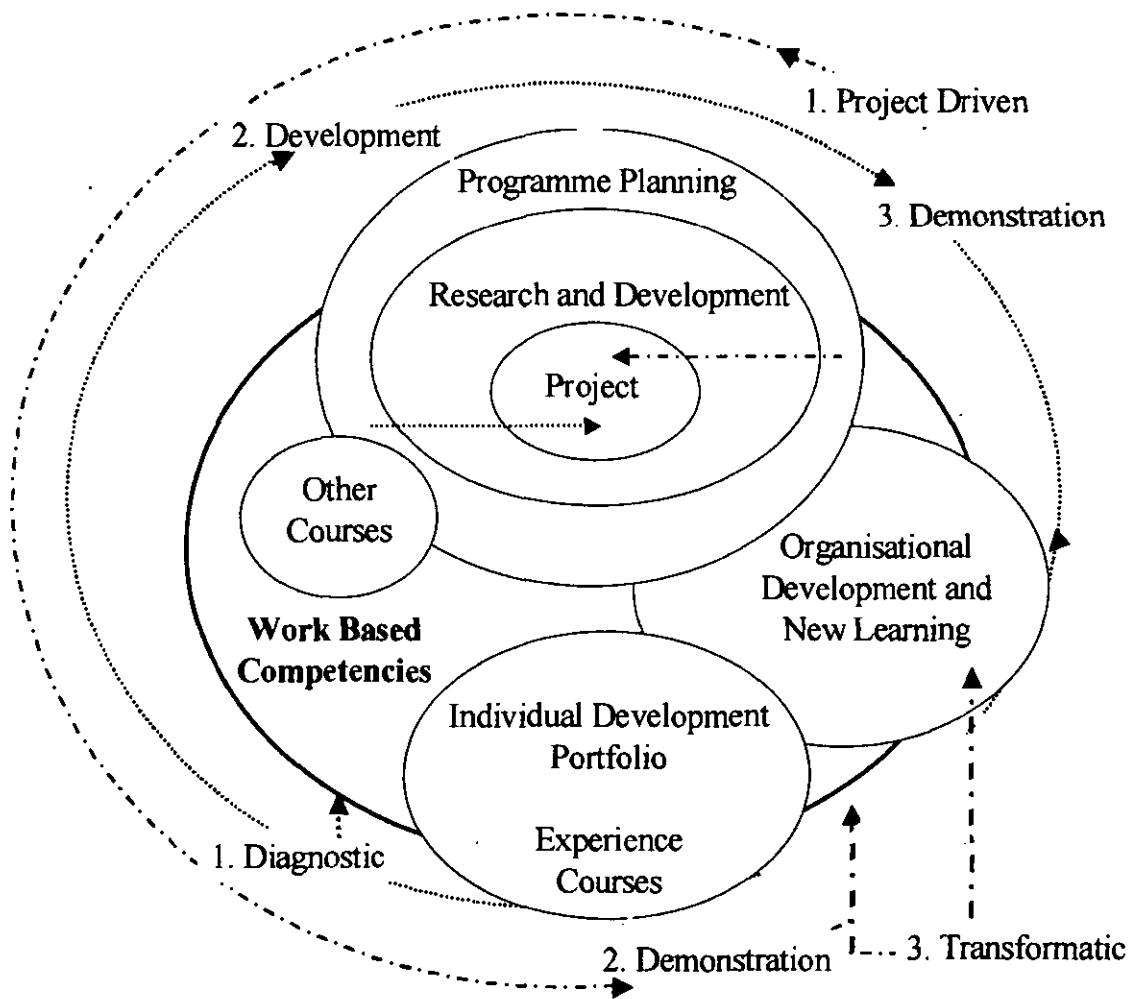 1. Project Driven
2. Development
Programme Planning
3. Demonstration
Research and Development
Project
Other
Courses
Organisational
Development and
New Learning
Work Based
Competencies
Individual Development
Portfolio
Experience
Courses
1. Diagnostic
2. Demonstration
3. Transformatic